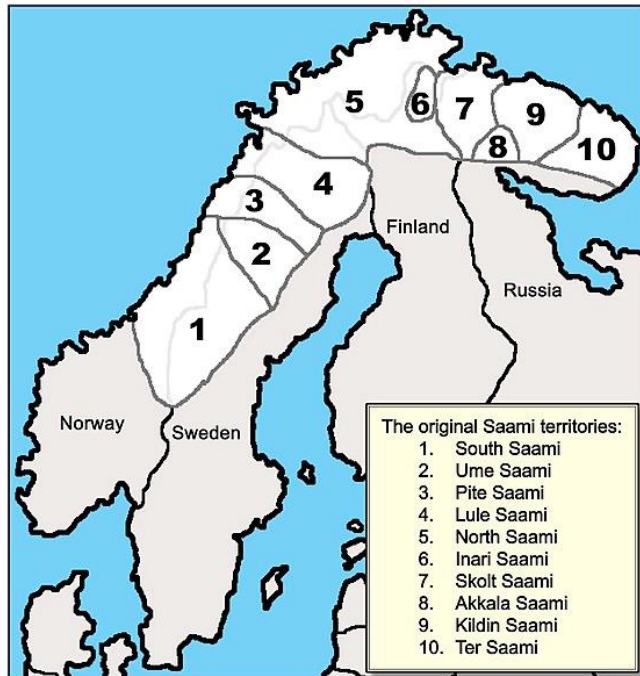 5
6
7
9
8
10
4
3
2
1
Finland
Russia
Norway
Sweden
The original Saami territories:
1. South Saami
2. Ume Saami
3. Pite Saami
4. Lule Saami
5. North Saami
6. Inari Saami
7. Skolt Saami
8. Akkala Saami
9. Kildin Saami
10. Ter Saami